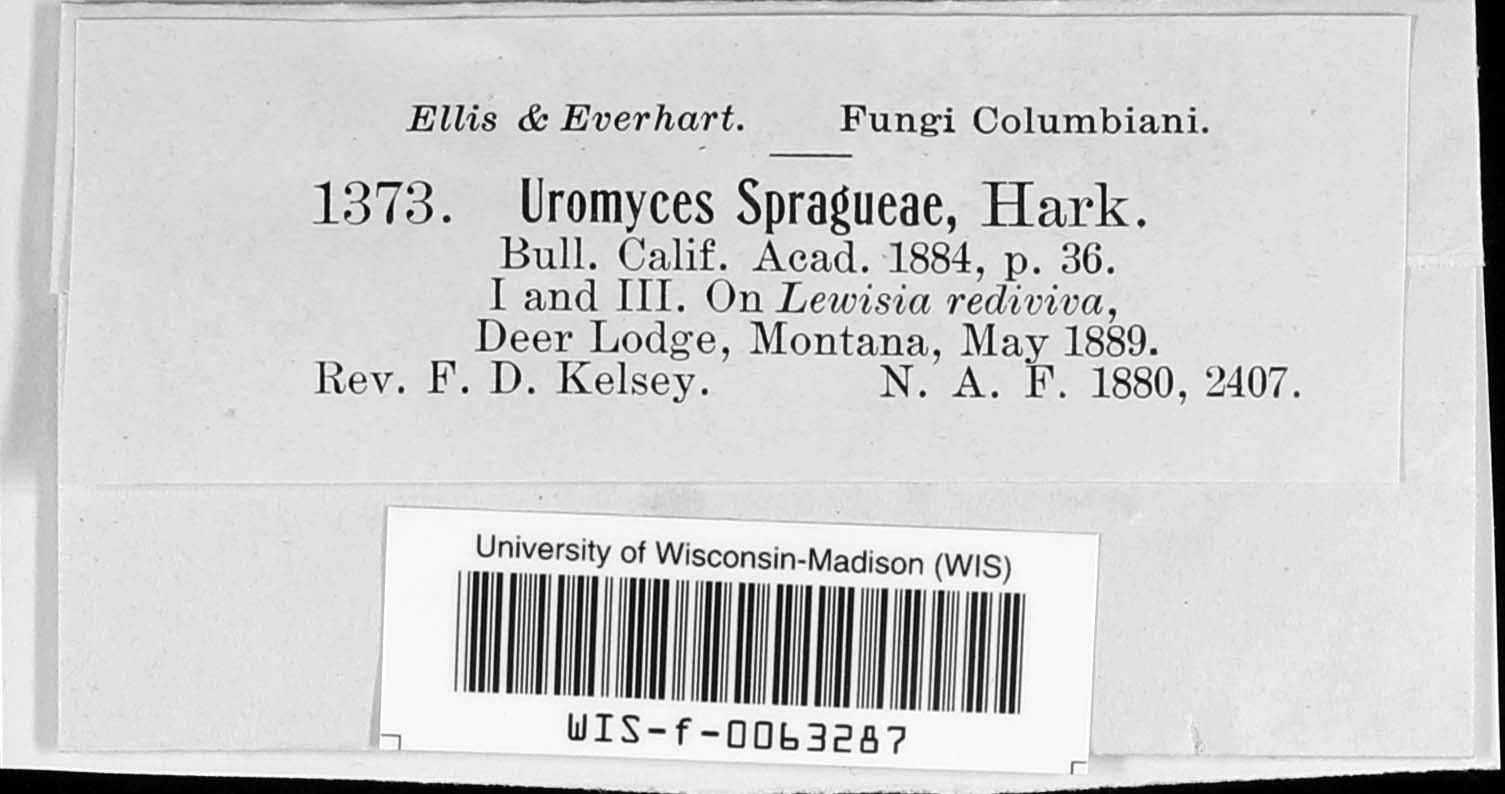 Ellis & Everhart. Fungi Columbiani.
1373. Uromyces Spragueae, Hark.
Bull. Calif. Acad. 1884, p. 36.
I and III. On Lewisia rediviva,
Deer Lodge, Montana, May 1889.
Rev. F. D. Kelsey. N. A. F. 1880, 2407.
University of Wisconsin-Madison (WIS)
WIS-f-0063287